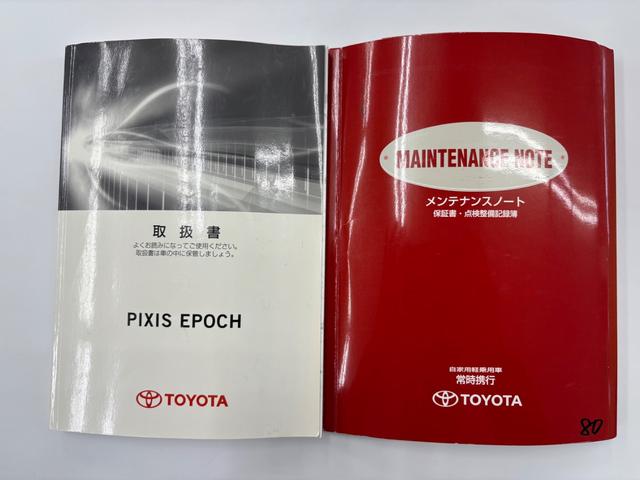 取扱書
よくお読みになってご使用ください。
取扱書は車の中に保管しましょう。
PIXIS EPOCH
TOYOTA
MAINTENANCE NOTE
メンテナンスノート
保証書・点検整備記録簿
自家用軽乗用車
常時携行
TOYOTA
80